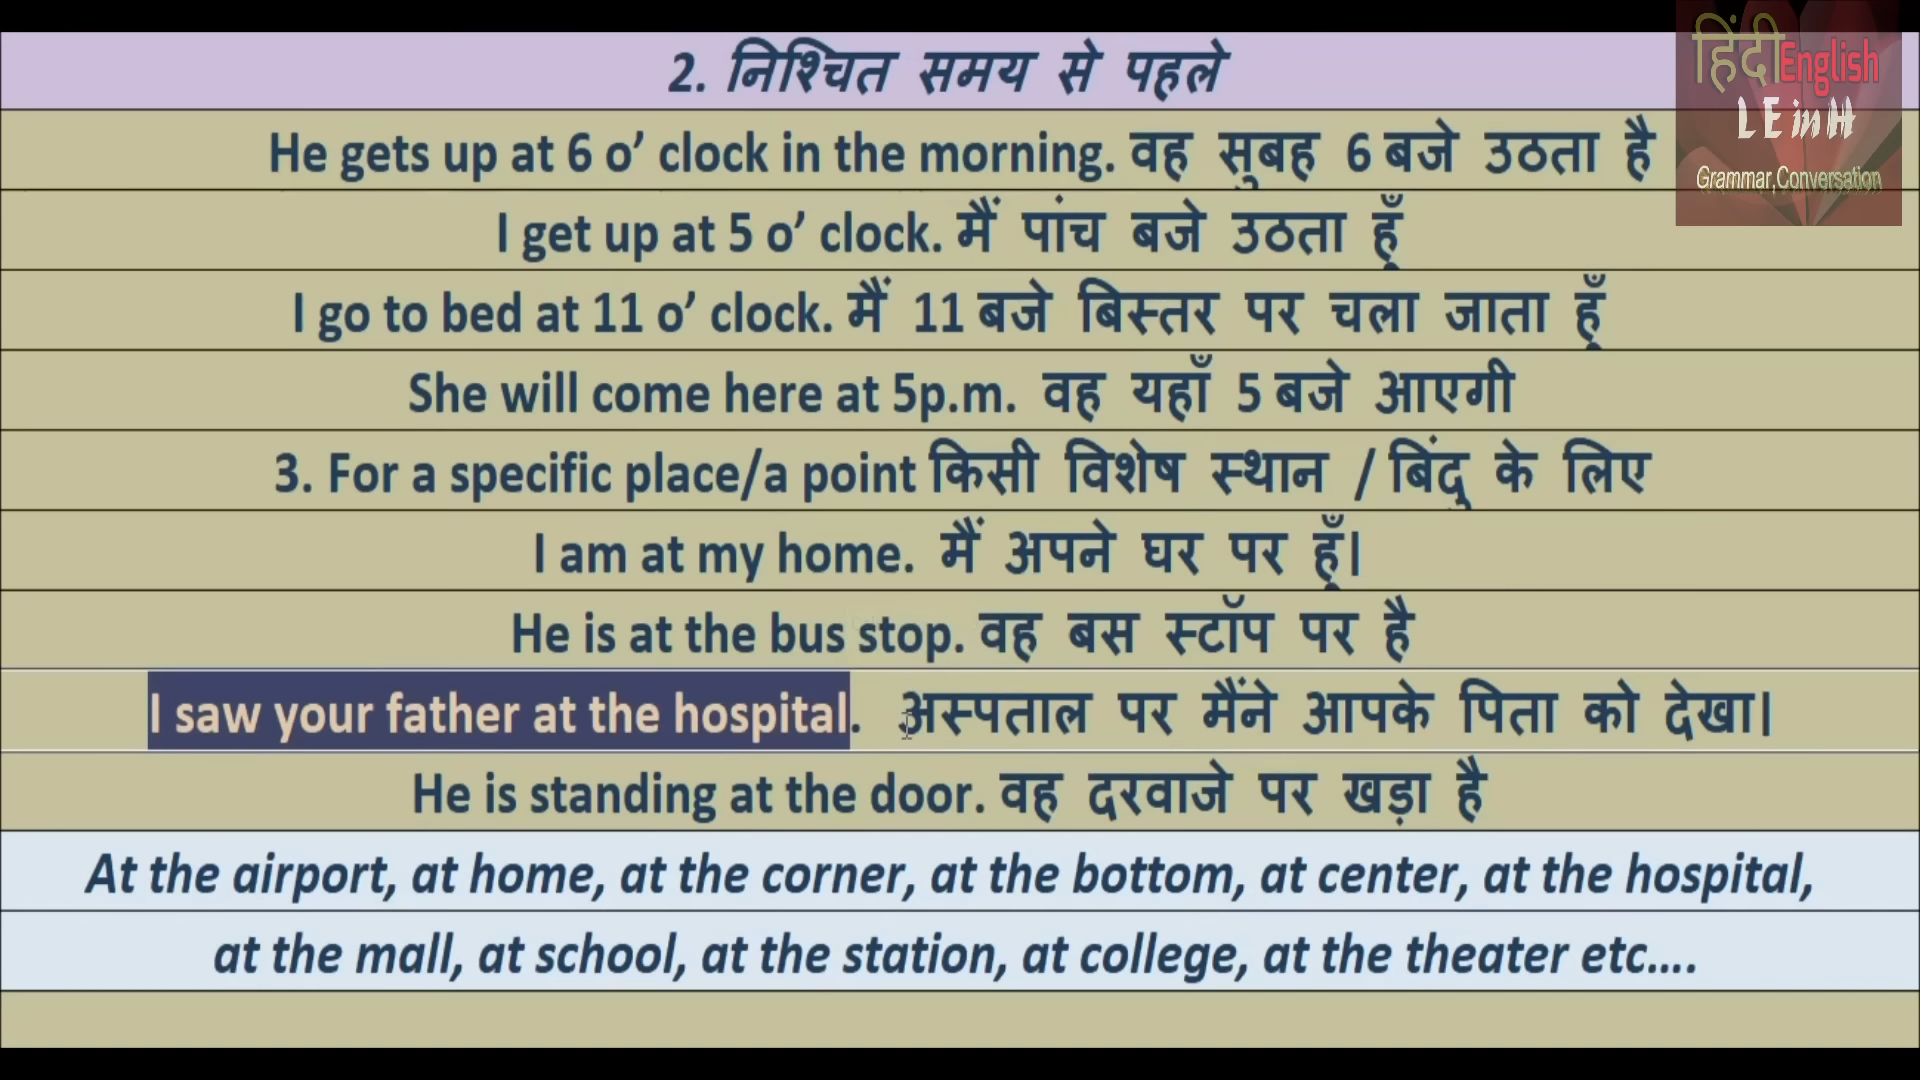 2. निश्चित समय से पहले
He gets up at 6 o’ clock in the morning. वह सुबह 6 बजे उठता है
I get up at 5 o’ clock. मैं पांच बजे उठता हूँ
I go to bed at 11 o’ clock. मैं 11 बजे बिस्तर पर चला जाता हूँ
She will come here at 5p.m. वह यहाँ 5 बजे आएगी
3. For a specific place/a point किसी विशेष स्थान / बिंदु के लिए
I am at my home. मैं अपने घर पर हूँ।
He is at the bus stop. वह बस स्टॉप पर है
I saw your father at the hospital. अस्पताल पर मैंने आपके पिता को देखा।
He is standing at the door. वह दरवाजे पर खड़ा है
At the airport, at home, at the corner, at the bottom, at center, at the hospital,
at the mall, at school, at the station, at college, at the theater etc....
हिंदी English
L E in H
Grammar,Conversation